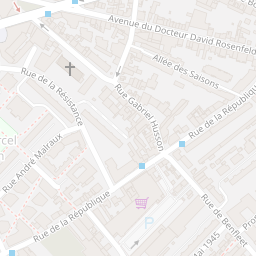 Avenue du Docteur David Rosenfeld
Allée des Saisons
Rue de la Résistance
Rue Gabriel Husson
Rue de la République
Rue André Malraux
Rue de la République
Rue de Benfleet
Mai 1945
P